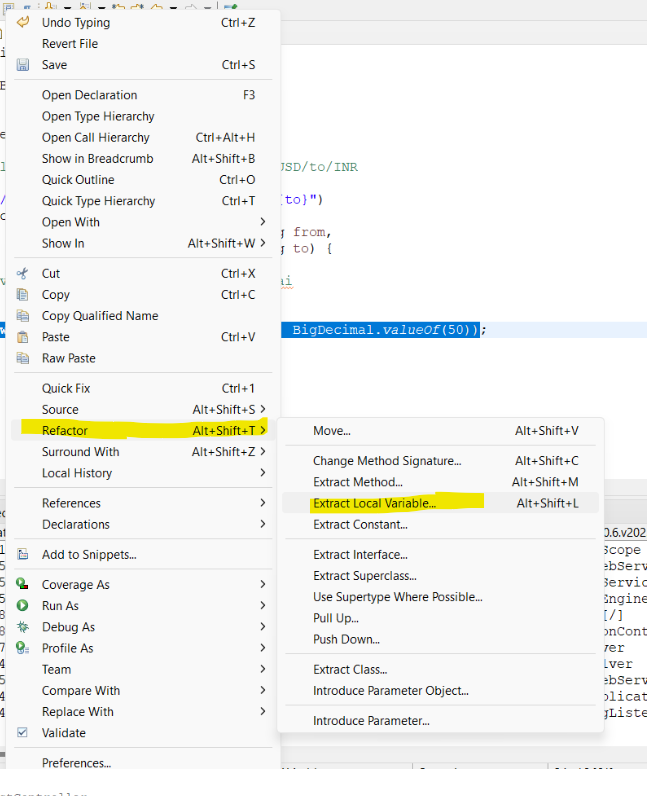 Undo Typing Ctrl+Z
Revert File
Save Ctrl+S
Open Declaration F3
Open Type Hierarchy
Open Call Hierarchy Ctrl+Alt+H
Show in Breadcrumb Alt+Shift+B
Quick Outline Ctrl+O
Quick Type Hierarchy Ctrl+T
Open With
Show In Alt+Shift+W
Cut Ctrl+X
Copy Ctrl+C
Copy Qualified Name
Paste Ctrl+V
Raw Paste
Quick Fix Ctrl+1
Source Alt+Shift+S
Refactor Alt+Shift+T
Surround With Alt+Shift+Z
Local History
References
Declarations
Add to Snippets...
Coverage As
Run As
Debug As
Profile As
Team
Compare With
Replace With
Validate
Preferences...
USD/to/INR
{to}")
g from,
g to) {
ai
BigDecimal.valueOf(50));
Move... Alt+Shift+V
Change Method Signature... Alt+Shift+C
Extract Method... Alt+Shift+M
Extract Local Variable... Alt+Shift+L
Extract Constant...
Extract Interface...
Extract Superclass...
Use Supertype Where Possible...
Pull Up...
Push Down...
Extract Class...
Introduce Parameter Object...
Introduce Parameter...
0.6.v202
Scope
ebServ
Servic
Engine
[/]
onCont
ver
lver
ebServ
plicat
gListe